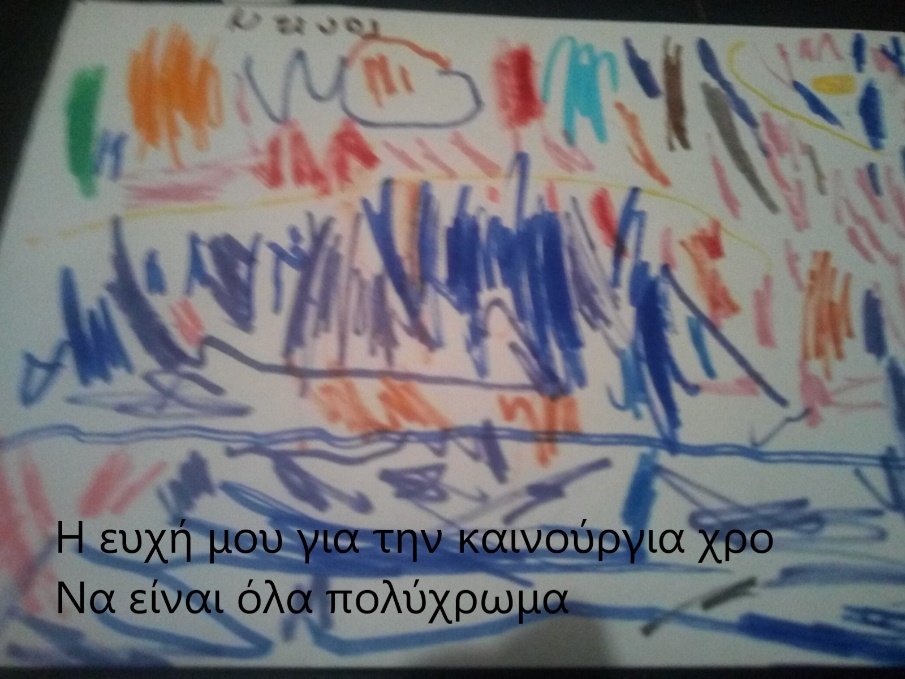 Η ευχή μου για την καινούργια χρο
Να είναι όλα πολύχρωμα